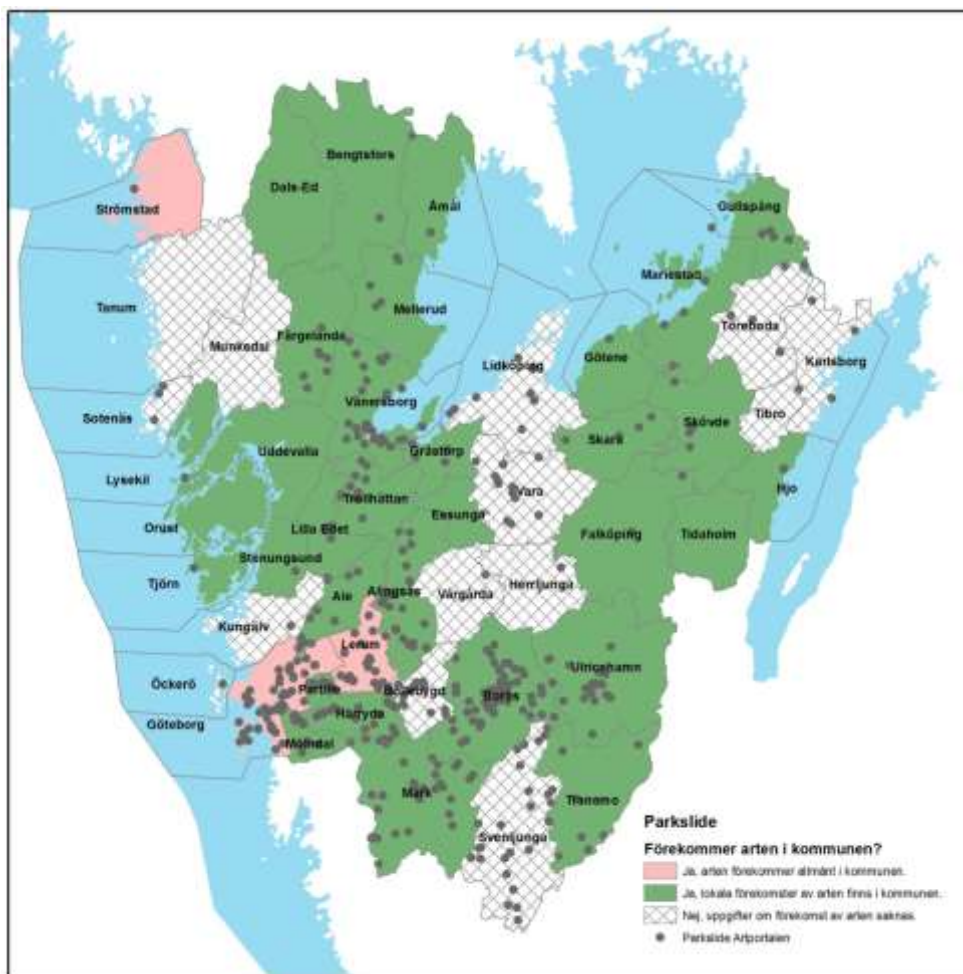 Bengtsfors
Dals-Ed
Åmål
Strömstad
Gullspång
Mariestad
Tanum
Mellerud
Töreboda
Munkedal
Färgelanda
Karlsborg
Lidköping
Götene
Vänersborg
Tibro
Sotenäs
Skövde
Skara
Uddevalla
Grästorp
Lysekil
Hjo
Vara
Trollhättan
Essunga
Orust
Lilla Edet
Falköping
Tidaholm
Stenungsund
Tjörn
Ale
Alingsås
Vårgårda
Herrljunga
Kungälv
Lerum
Ulricehamn
Öckerö
Partille
Bollebygd
Borås
Göteborg
Härryda
Mölndal
Mark
Tranemo
Svenljunga
Parkslide
Förekommer arten i kommunen?
Ja, arten förekommer allmänt i kommunen.
Ja, lokala förekomster av arten finns i kommunen.
Nej, uppgifter om förekomst av arten saknas.
Parkslide Artportalen